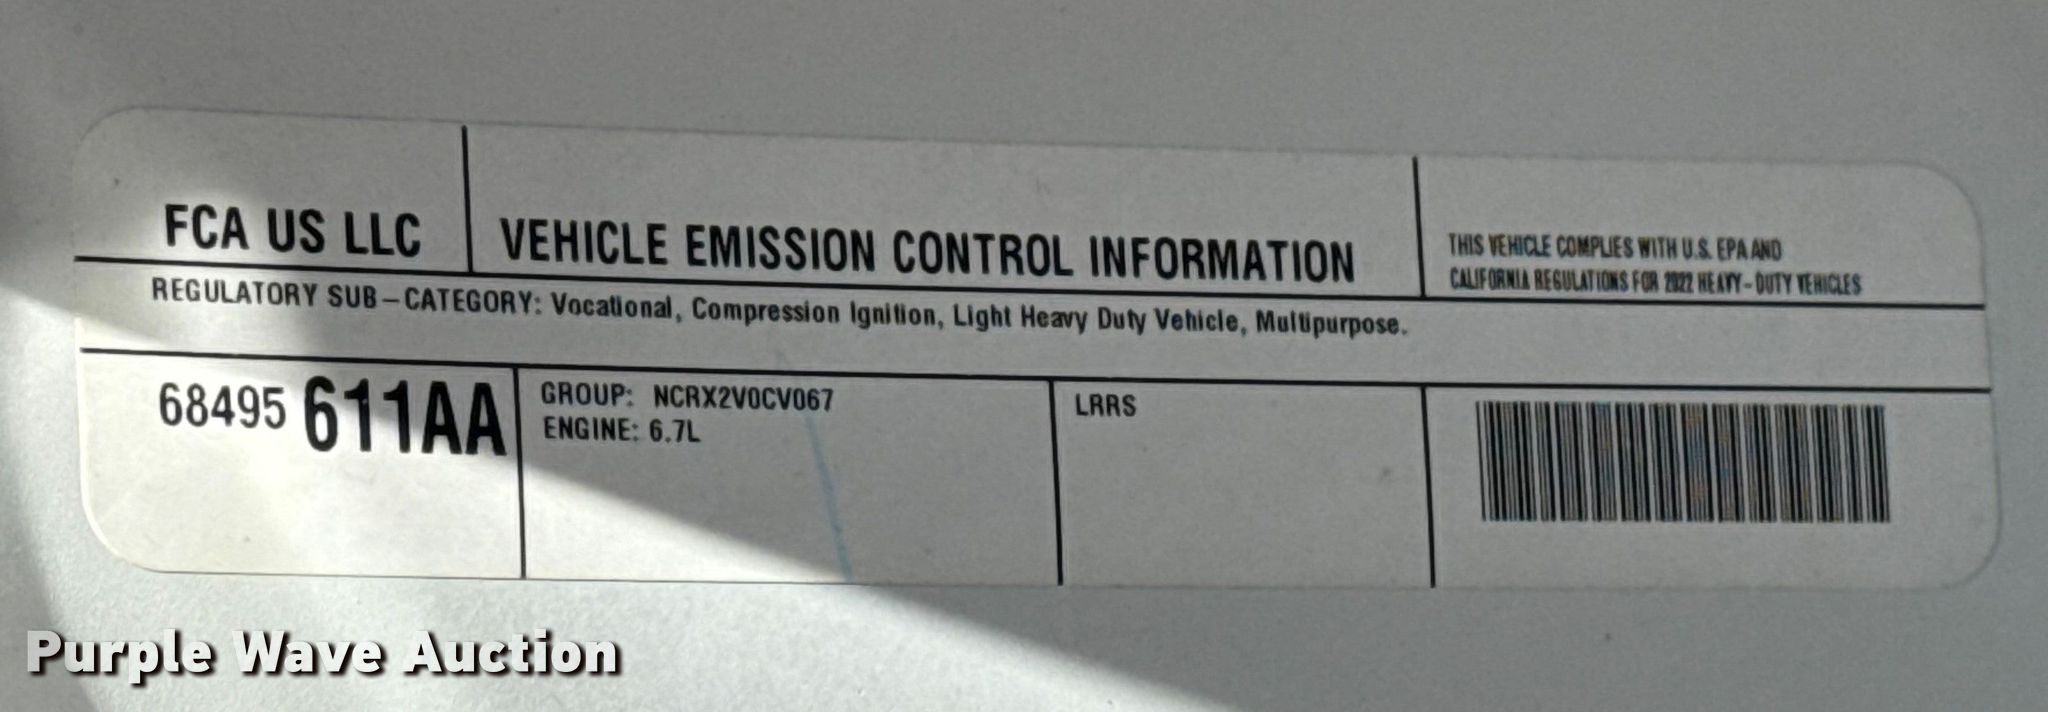 FCA US LLC
VEHICLE EMISSION CONTROL INFORMATION
THIS VEHICLE COMPLIES WITH U.S. EPA AND
CALIFORNIA REGULATIONS FOR 2022 HEAVY-DUTY VEHICLES
REGULATORY SUB-CATEGORY: Vocational, Compression Ignition, Light Heavy Duty Vehicle, Multipurpose.
68495 611AA
GROUP: NCRX2V0CV067
ENGINE: 6.7L
LRRS
Purple Wave Auction